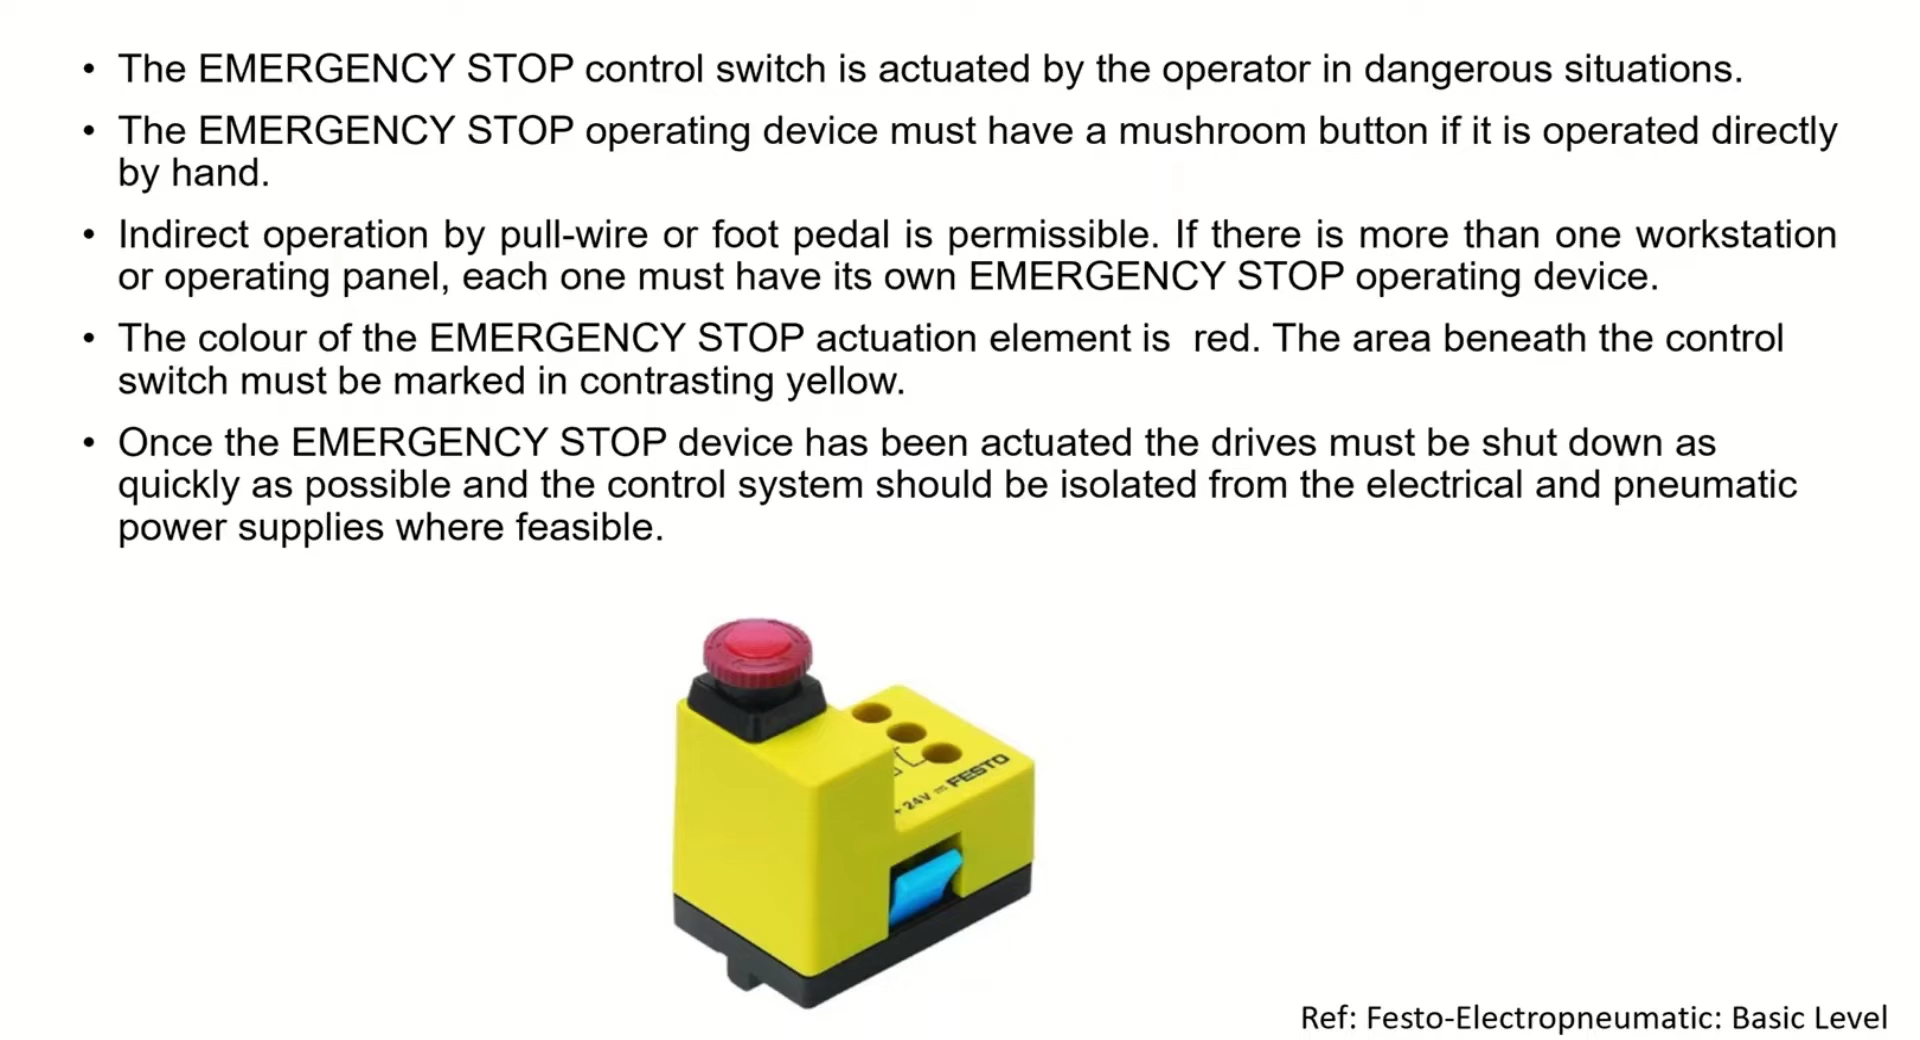 • The EMERGENCY STOP control switch is actuated by the operator in dangerous situations.
• The EMERGENCY STOP operating device must have a mushroom button if it is operated directly
by hand.
• Indirect operation by pull-wire or foot pedal is permissible. If there is more than one workstation
or operating panel, each one must have its own EMERGENCY STOP operating device.
• The colour of the EMERGENCY STOP actuation element is  red. The area beneath the control
switch must be marked in contrasting yellow.
• Once the EMERGENCY STOP device has been actuated the drives must be shut down as
quickly as possible and the control system should be isolated from the electrical and pneumatic
power supplies where feasible.
+ 24V ⎓ FESTO
Ref: Festo-Electropneumatic: Basic Level